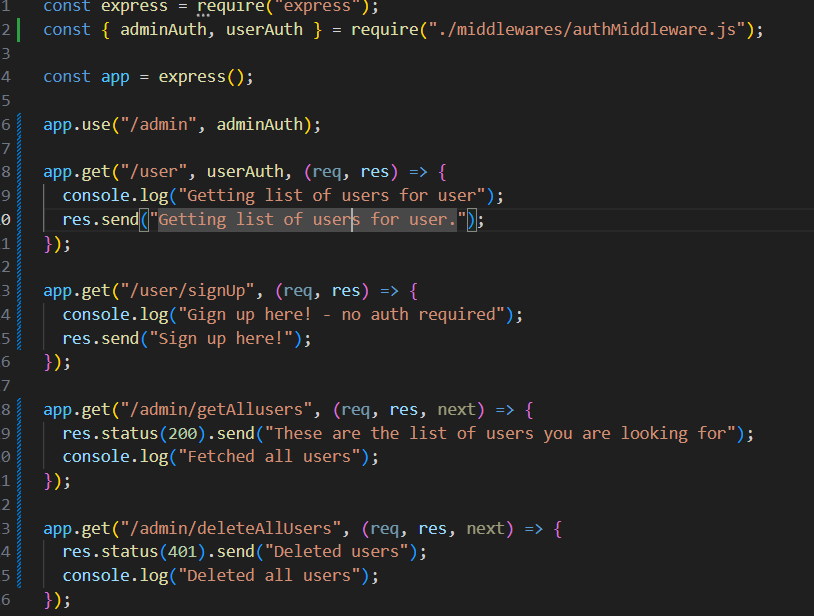 1 const express = require("express");
2 const { adminAuth, userAuth } = require("./middlewares/authMiddleware.js");
3
4 const app = express();
5
6 app.use("/admin", adminAuth);
7
8 app.get("/user", userAuth, (req, res) => {
9 console.log("Getting list of users for user");
0 res.send("Getting list of users for user.");
1 });
2
3 app.get("/user/signUp", (req, res) => {
4 console.log("Gign up here! - no auth required");
5 res.send("Sign up here!");
6 });
7
8 app.get("/admin/getAllusers", (req, res, next) => {
9 res.status(200).send("These are the list of users you are looking for");
0 console.log("Fetched all users");
1 });
2
3 app.get("/admin/deleteAllUsers", (req, res, next) => {
4 res.status(401).send("Deleted users");
5 console.log("Deleted all users");
6 });